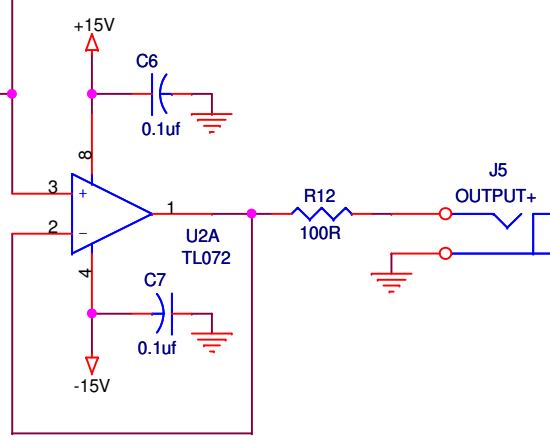 +15V
C6
0.1uf
8
3
+
1
2
−
U2A
TL072
R12
100R
J5
OUTPUT+
4
C7
0.1uf
-15V